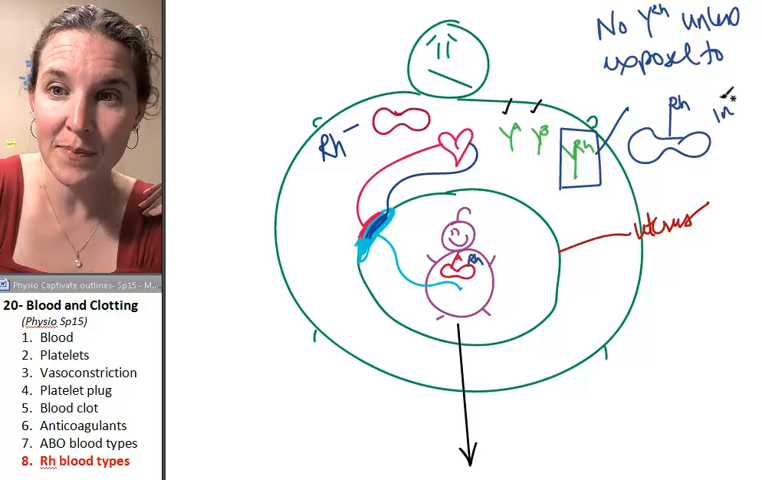 No Y Rh unless
exposed to
Rh
in
Rh -
Y A
Y B
Y Rh
Rh
Uterus
Physio Captivate outlines- Sp15 - M...
20- Blood and Clotting
(Physio Sp15)
1. Blood
2. Platelets
3. Vasoconstriction
4. Platelet plug
5. Blood clot
6. Anticoagulants
7. ABO blood types
8. Rh blood types